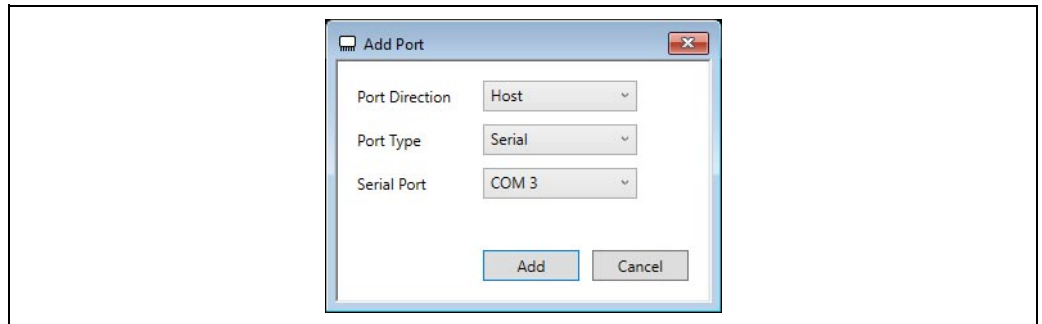 Add Port
Port Direction Host
Port Type Serial
Serial Port COM 3
Add Cancel